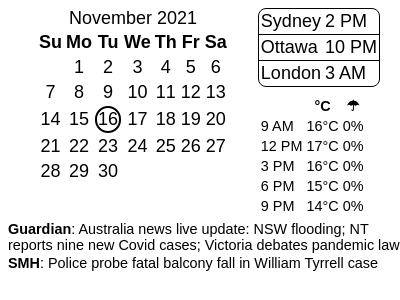 November 2021
Su Mo Tu We Th Fr Sa
1 2 3 4 5 6
7 8 9 10 11 12 13
14 15 16 17 18 19 20
21 22 23 24 25 26 27
28 29 30
Sydney 2 PM
Ottawa 10 PM
London 3 AM
°C ☂
9 AM 16°C 0%
12 PM 17°C 0%
3 PM 16°C 0%
6 PM 15°C 0%
9 PM 14°C 0%
Guardian: Australia news live update: NSW flooding; NT
reports nine new Covid cases; Victoria debates pandemic law
SMH: Police probe fatal balcony fall in William Tyrrell case